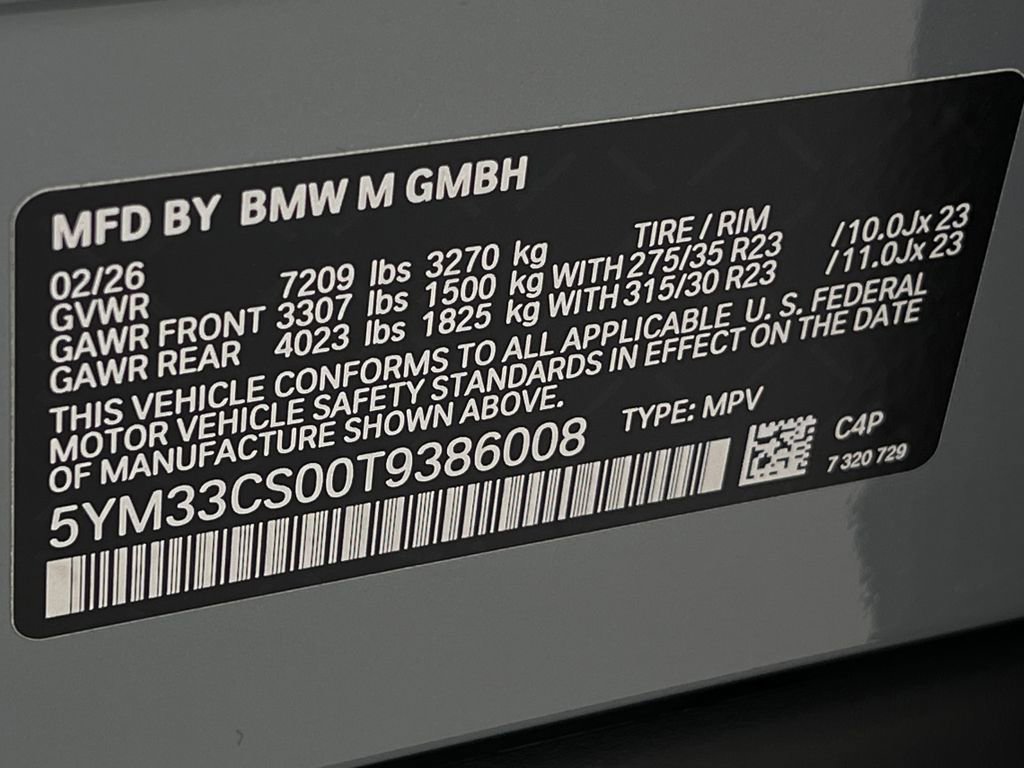 MFD BY BMW M GMBH
02/26 TIRE / RIM
GVWR 7209 lbs 3270 kg
GAWR FRONT 3307 lbs 1500 kg WITH 275/35 R23 /10.0Jx 23
GAWR REAR 4023 lbs 1825 kg WITH 315/30 R23 /11.0Jx 23
THIS VEHICLE CONFORMS TO ALL APPLICABLE U. S. FEDERAL
MOTOR VEHICLE SAFETY STANDARDS IN EFFECT ON THE DATE
OF MANUFACTURE SHOWN ABOVE.
5YM33CS00T9386008 TYPE: MPV
C4P
7 320 729